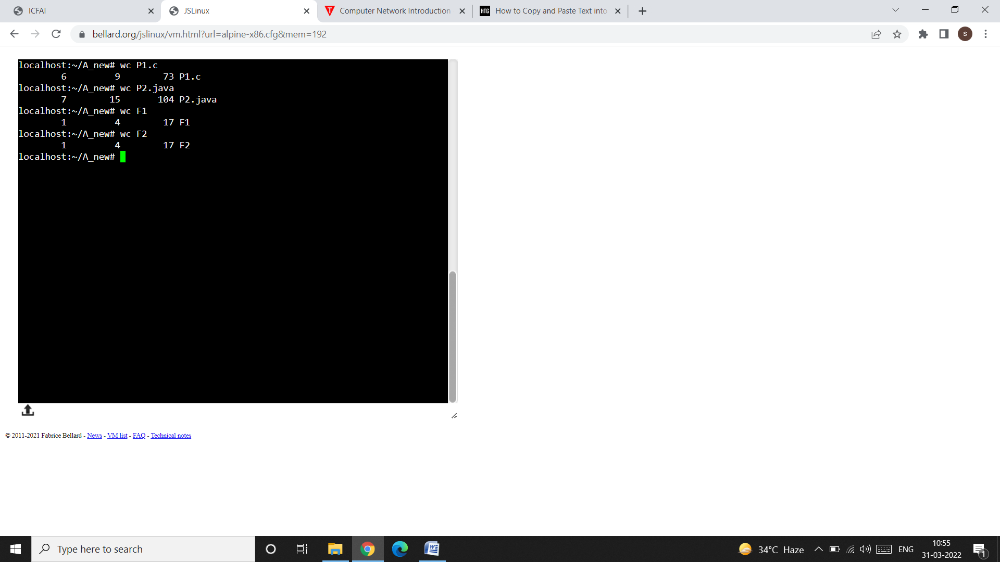 ICFAI
JSLinux
Computer Network Introduction
HTG
How to Copy and Paste Text into
bellard.org/jslinux/vm.html?url=alpine-x86.cfg&mem=192
S
localhost:~/A_new# wc P1.c
6 9 73 P1.c
localhost:~/A_new# wc P2.java
7 15 104 P2.java
localhost:~/A_new# wc F1
1 4 17 F1
localhost:~/A_new# wc F2
1 4 17 F2
localhost:~/A_new#
© 2011-2021 Fabrice Bellard - News - VM list - FAQ - Technical notes
Type here to search
34°C Haze
ENG
10:55
31-03-2022
1